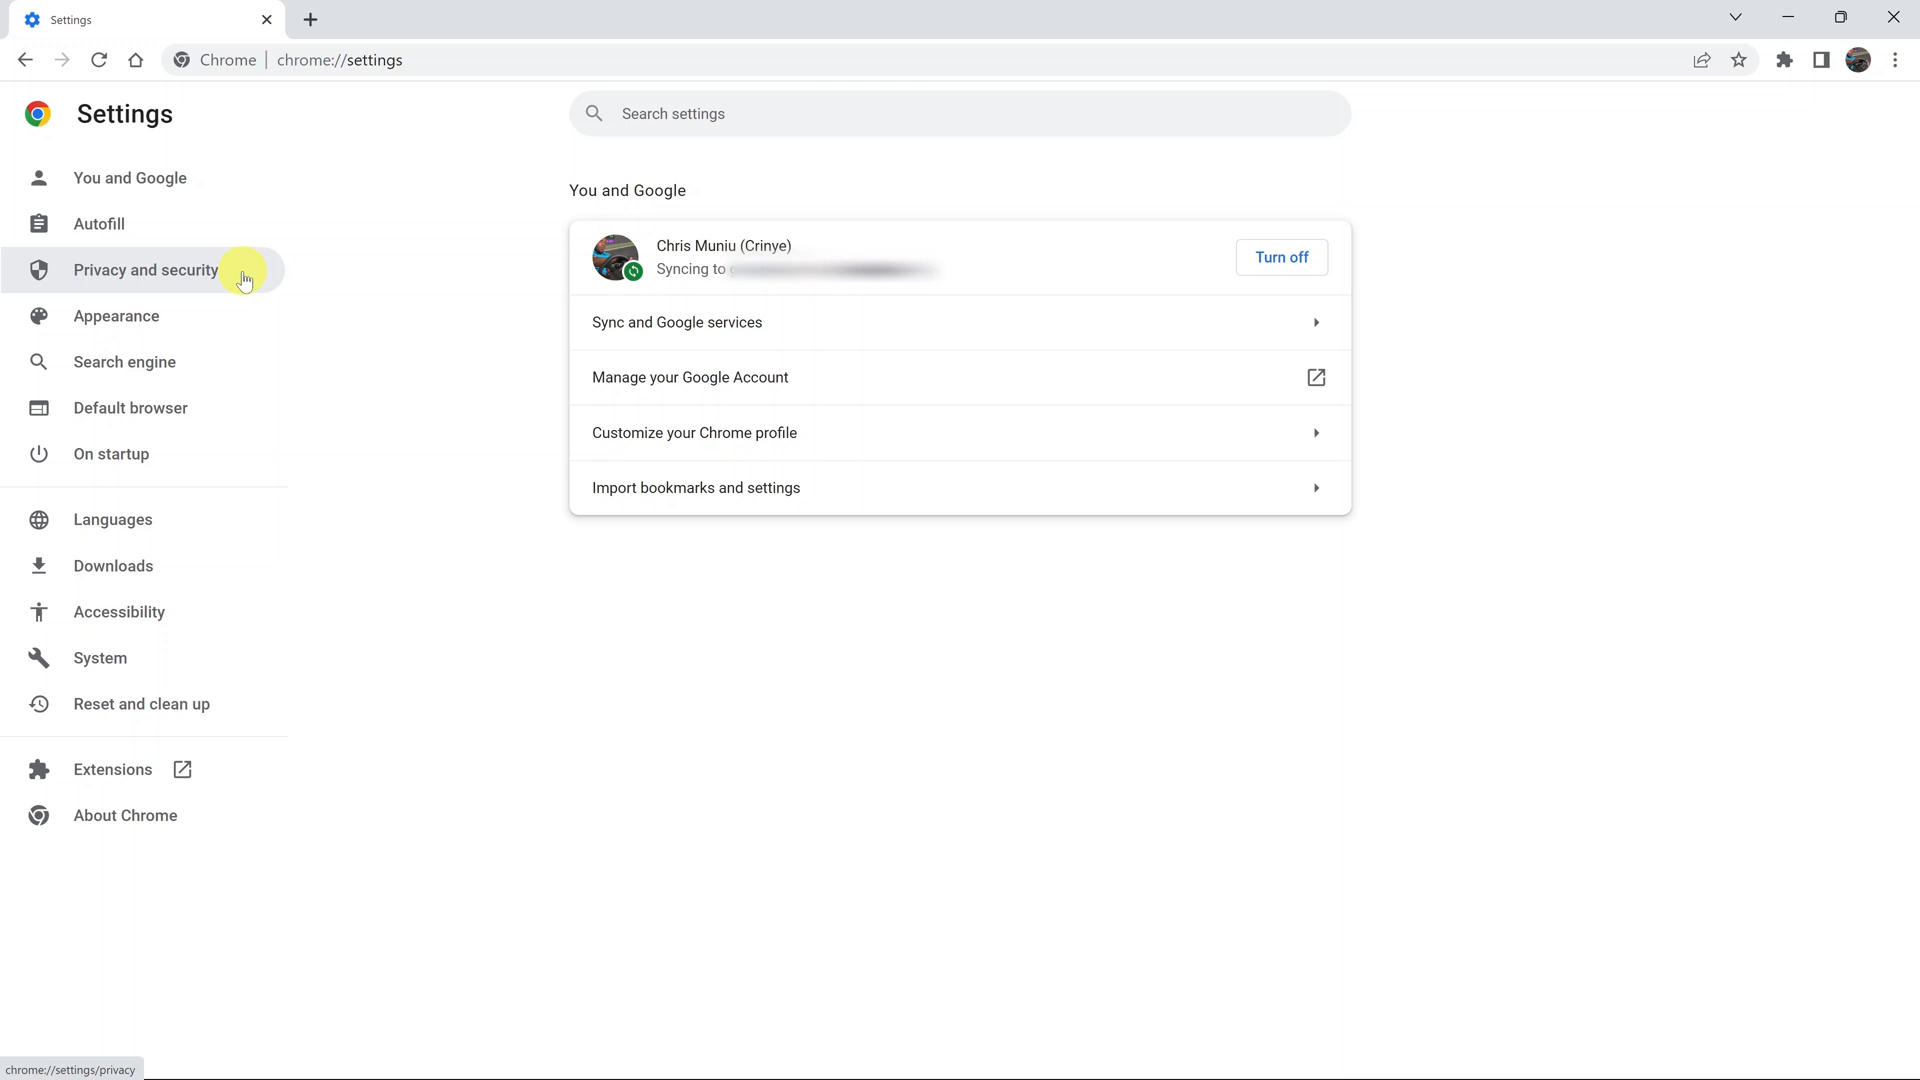 Settings
Chrome | chrome://settings
Settings
Search settings
You and Google
Autofill
Privacy and security
Appearance
Search engine
Default browser
On startup
Languages
Downloads
Accessibility
System
Reset and clean up
Extensions
About Chrome
You and Google
Chris Muniu (Crinye)
Syncing to
Turn off
Sync and Google services
Manage your Google Account
Customize your Chrome profile
Import bookmarks and settings
chrome://settings/privacy